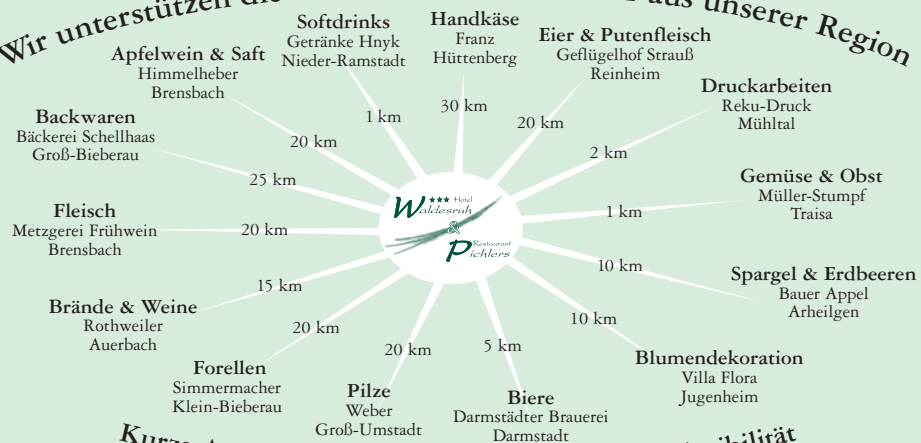 Wir unterstützen die
aus unserer Region
Softdrinks
Getränke Hnyk
Nieder-Ramstadt
1 km
Handkäse
Franz
Hüttenberg
30 km
Eier & Putenfleisch
Geflügelhof Strauß
Reinheim
20 km
Druckarbeiten
Reku-Druck
Mühltal
2 km
Gemüse & Obst
Müller-Stumpf
Traisa
1 km
Spargel & Erdbeeren
Bauer Appel
Arheilgen
10 km
Blumendekoration
Villa Flora
Jugenheim
10 km
Biere
Darmstädter Brauerei
Darmstadt
5 km
Pilze
Weber
Groß-Umstadt
20 km
Forellen
Simmermacher
Klein-Bieberau
20 km
Brände & Weine
Rothweiler
Auerbach
15 km
Fleisch
Metzgerei Frühwein
Brensbach
20 km
Backwaren
Bäckerei Schellhaas
Groß-Bieberau
25 km
Apfelwein & Saft
Himmelheber
Brensbach
20 km
*** Hotel
Waldesruh
&
Restaurant
Pichlers